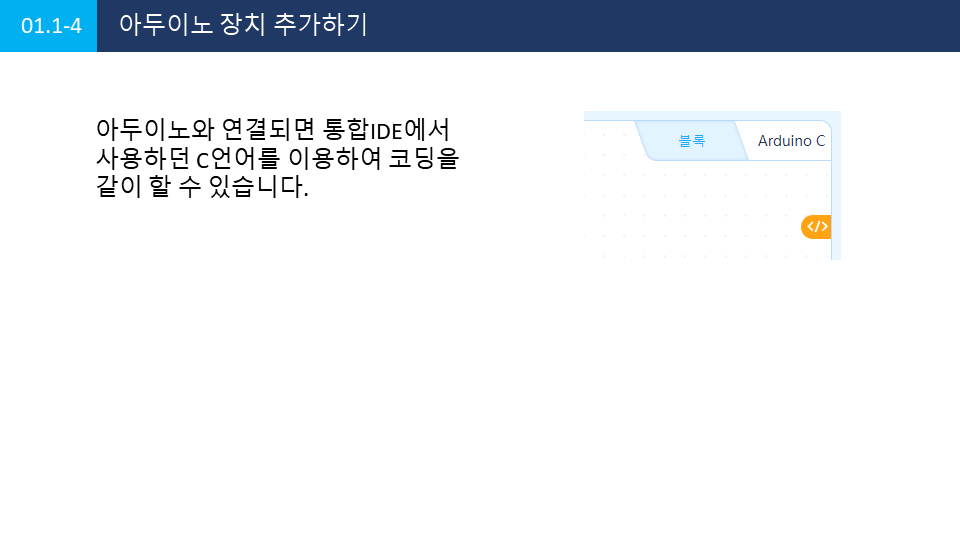 01.1-4
아두이노 장치 추가하기
아두이노와 연결되면 통합IDE에서
사용하던 C언어를 이용하여 코딩을
같이 할 수 있습니다.
블록
Arduino C
</>